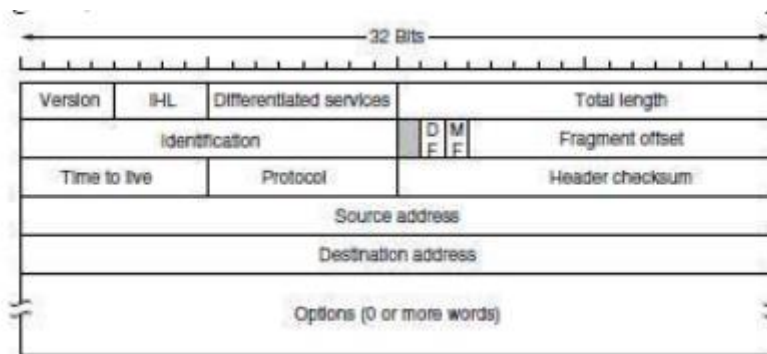 32 Bits
Version IHL Differentiated services Total length
Identification D F M F Fragment offset
Time to live Protocol Header checksum
Source address
Destination address
Options (0 or more words)